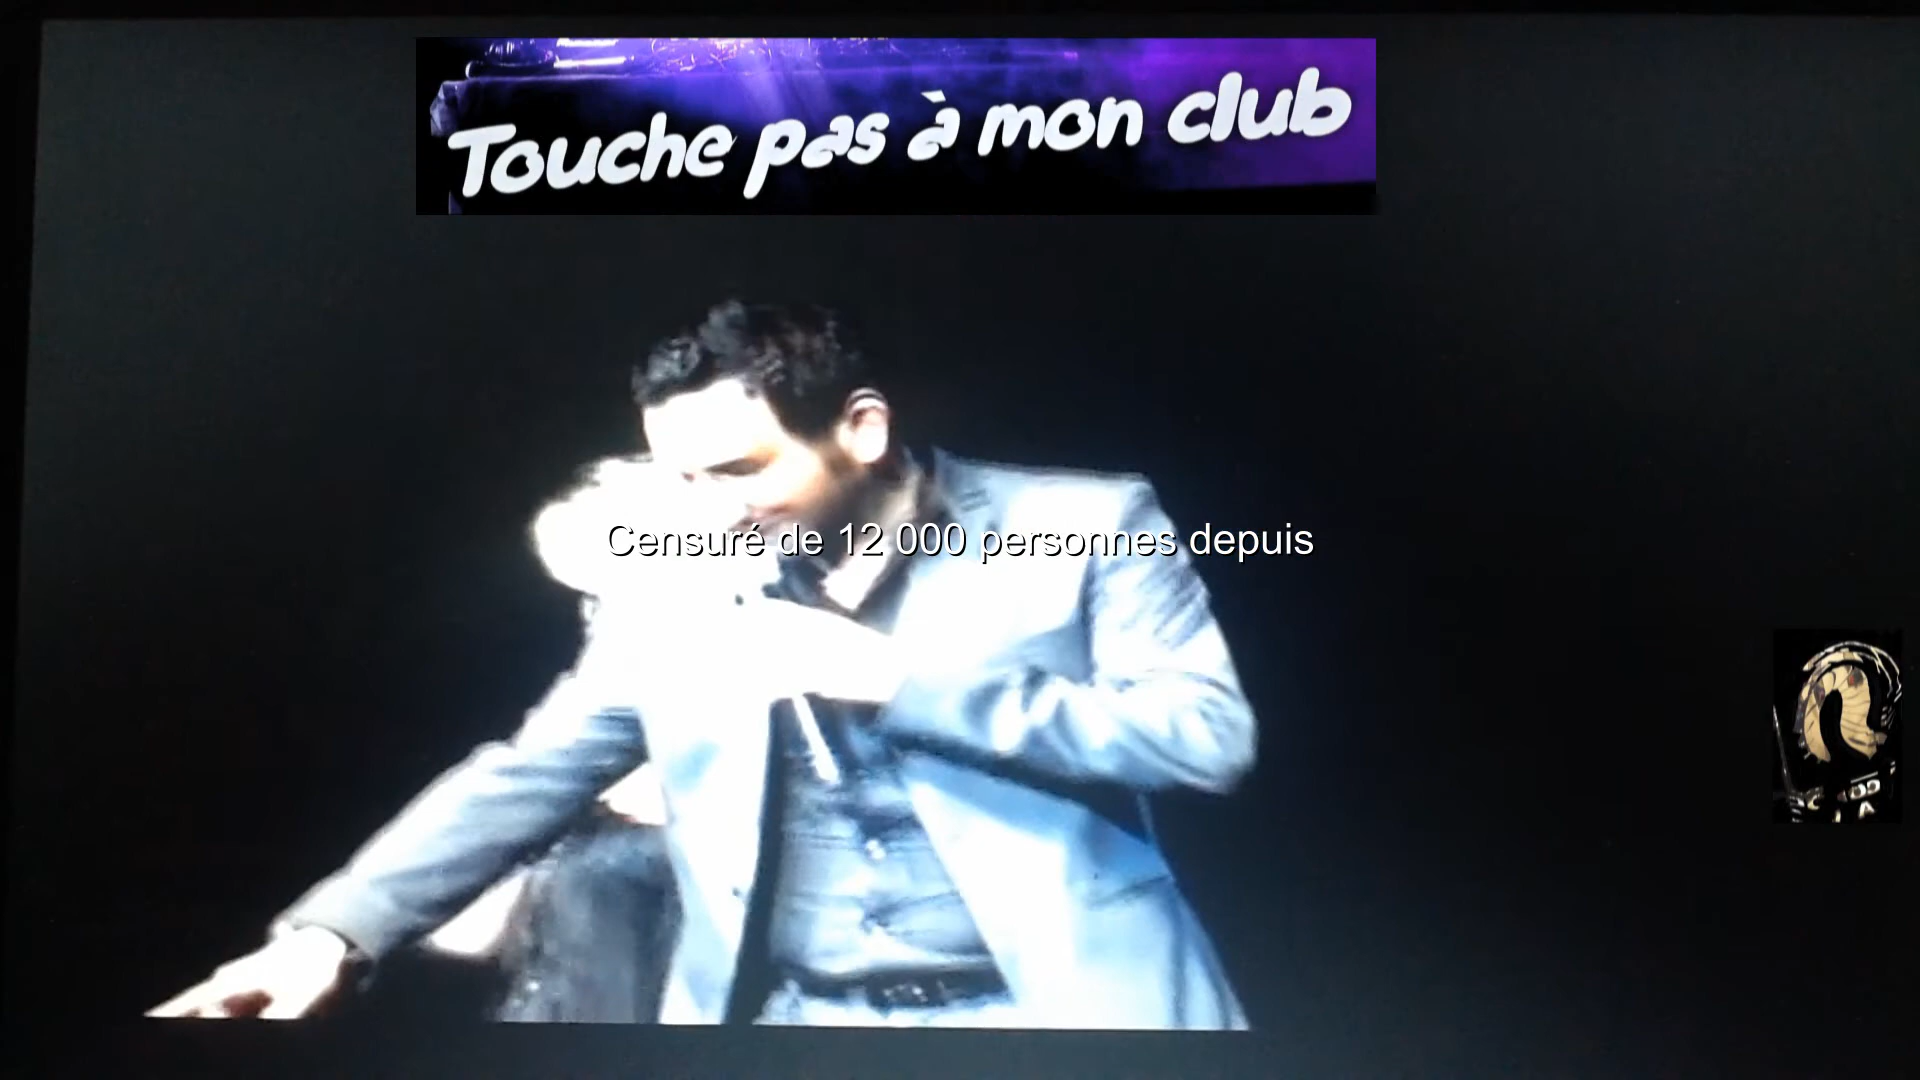 Touche pas à mon club
Censuré de 12 000 personnes depuis